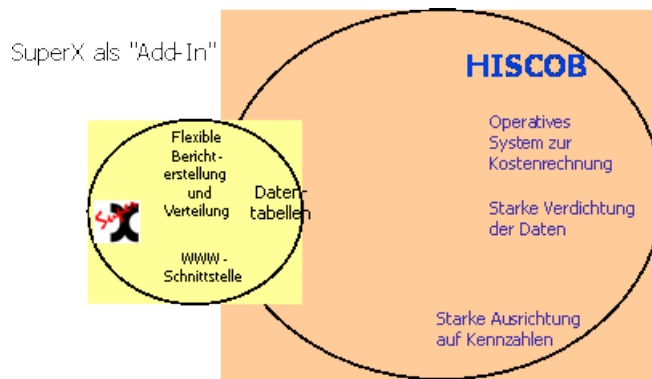 SuperX als "Add-In"
HISCOB
Operatives
System zur
Kostenrechnung
Starke Verdichtung
der Daten
Starke Ausrichtung
auf Kennzahlen
Flexible
Bericht-
erstellung
und
Verteilung
Daten-
tabellen
Super X
WWW -
Schnittstelle